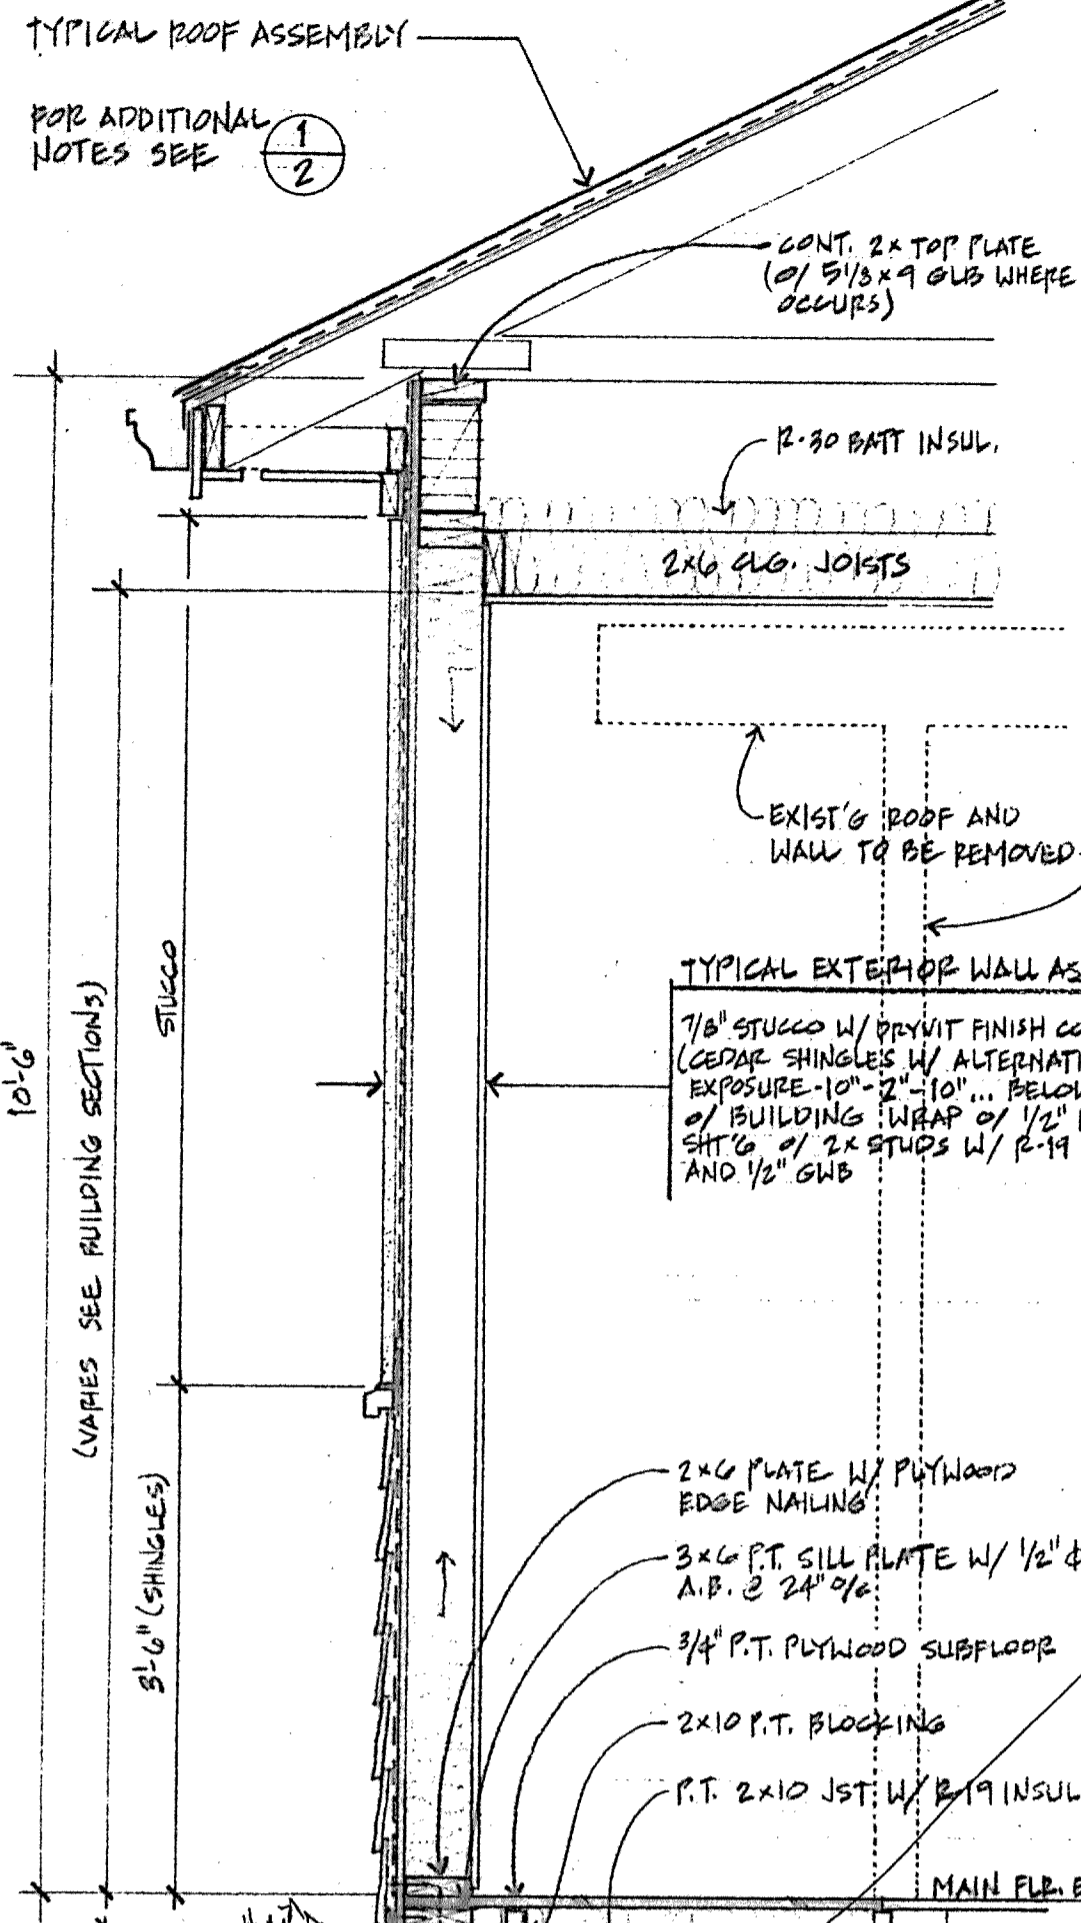 TYPICAL ROOF ASSEMBLY
FOR ADDITIONAL
NOTES SEE
1
2
CONT. 2x TOP PLATE
(O/ 5 1/8 x 9 GLB WHERE
OCCURS)
R-30 BATT INSUL.
2x6 CLG. JOISTS
EXIST'G ROOF AND
WALL TO BE REMOVED
TYPICAL EXTERIOR WALL AS
7/8" STUCCO W/ DRYVIT FINISH CO
(CEDAR SHINGLES W/ ALTERNATI
EXPOSURE-10"-2"-10"... BELOW
O/ BUILDING WRAP O/ 1/2"
SHT'G O/ 2x STUDS W/ R-19
AND 1/2" GWB
10'-6"
(VARIES SEE BUILDING SECTIONS)
STUCCO
3'-6" (SHINGLES)
2x6 PLATE W/ PLYWOOD
EDGE NAILING
3x6 P.T. SILL PLATE W/ 1/2" ¢
A.B. @ 24" O/C
3/4" P.T. PLYWOOD SUBFLOOR
2x10 P.T. BLOCKING
P.T. 2x10 JST W/ R-19 INSUL
MAIN FLR. E